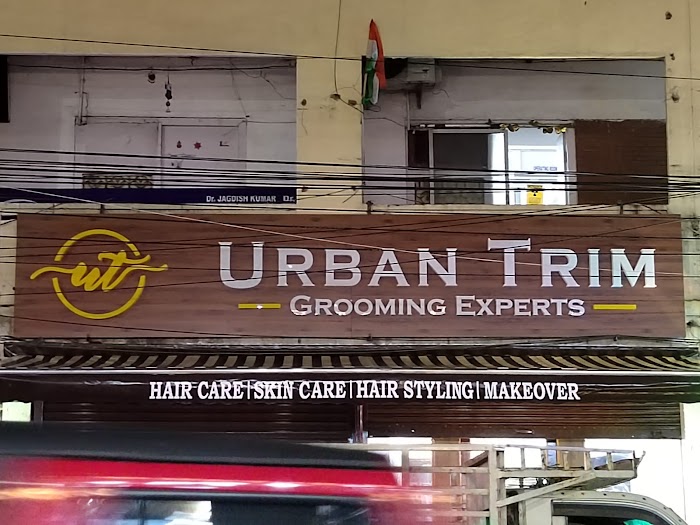 Dr. JAGDISH KUMAR
ut
URBAN TRIM
GROOMING EXPERTS
HAIR CARE|SKIN CARE|HAIR STYLING|MAKEOVER